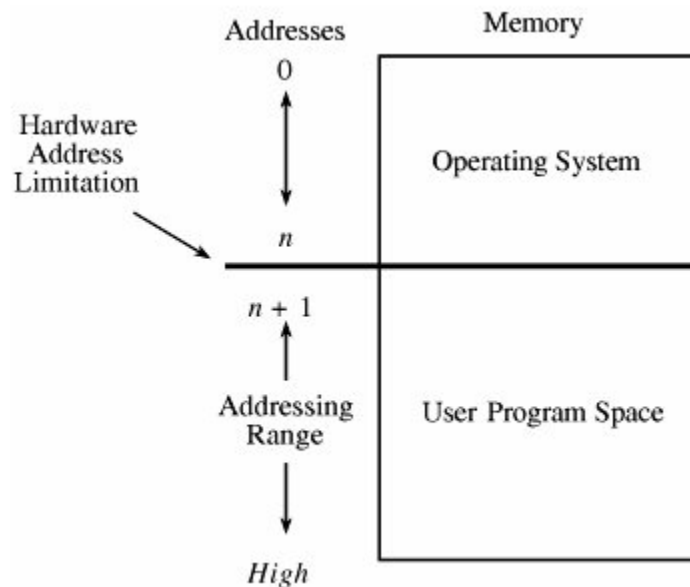 Addresses
Memory
0
Hardware
Address
Limitation
Operating System
n
n + 1
Addressing
Range
User Program Space
High